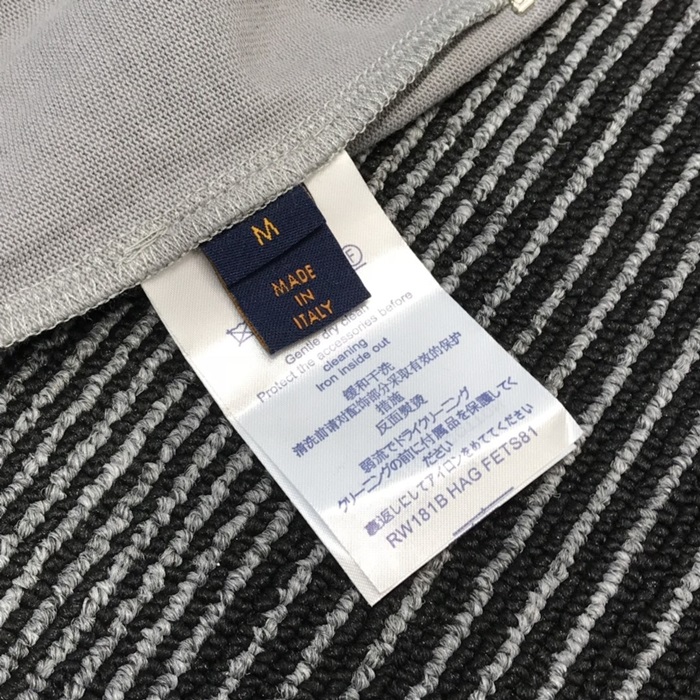 M
MADE
IN
ITALY
F
Gentle dry clean
Protect the accessories before
cleaning
Iron inside out
缓和干洗
清洗前请对配饰部分采取有效的保护
措施
反面熨烫
弱流でドライクリーニング
クリーニングの前に付属品を保護してく
ださい
裏返しにしてアイロンをあててください
RW181B HAG FETS81